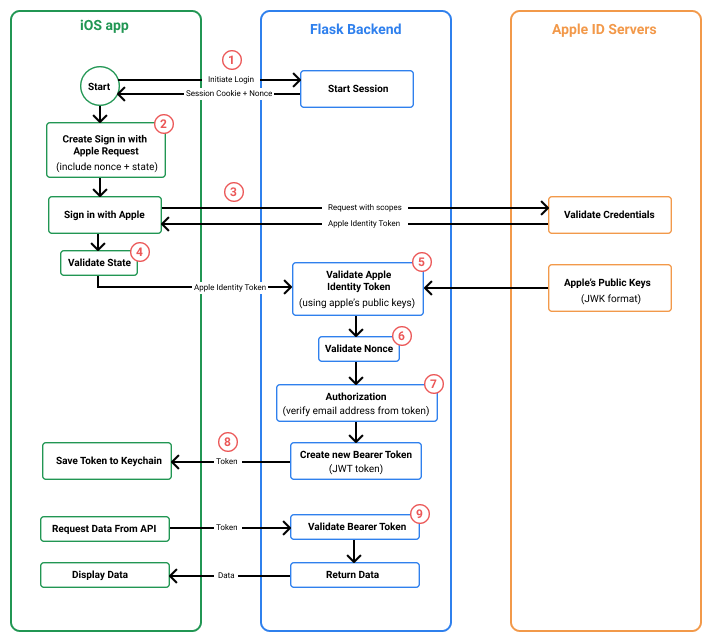 iOS app
Flask Backend
Apple ID Servers
1
Start
Initiate Login
Session Cookie + Nonce
Start Session
2
Create Sign in with
Apple Request
(include nonce + state)
3
Sign in with Apple
Request with scopes
Apple Identity Token
Validate Credentials
4
Validate State
5
Apple Identity Token
Validate Apple
Identity Token
(using apple's public keys)
Apple's Public Keys
(JWK format)
6
Validate Nonce
7
Authorization
(verify email address from token)
8
Save Token to Keychain
Token
Create new Bearer Token
(JWT token)
9
Request Data From API
Token
Validate Bearer Token
Display Data
Data
Return Data